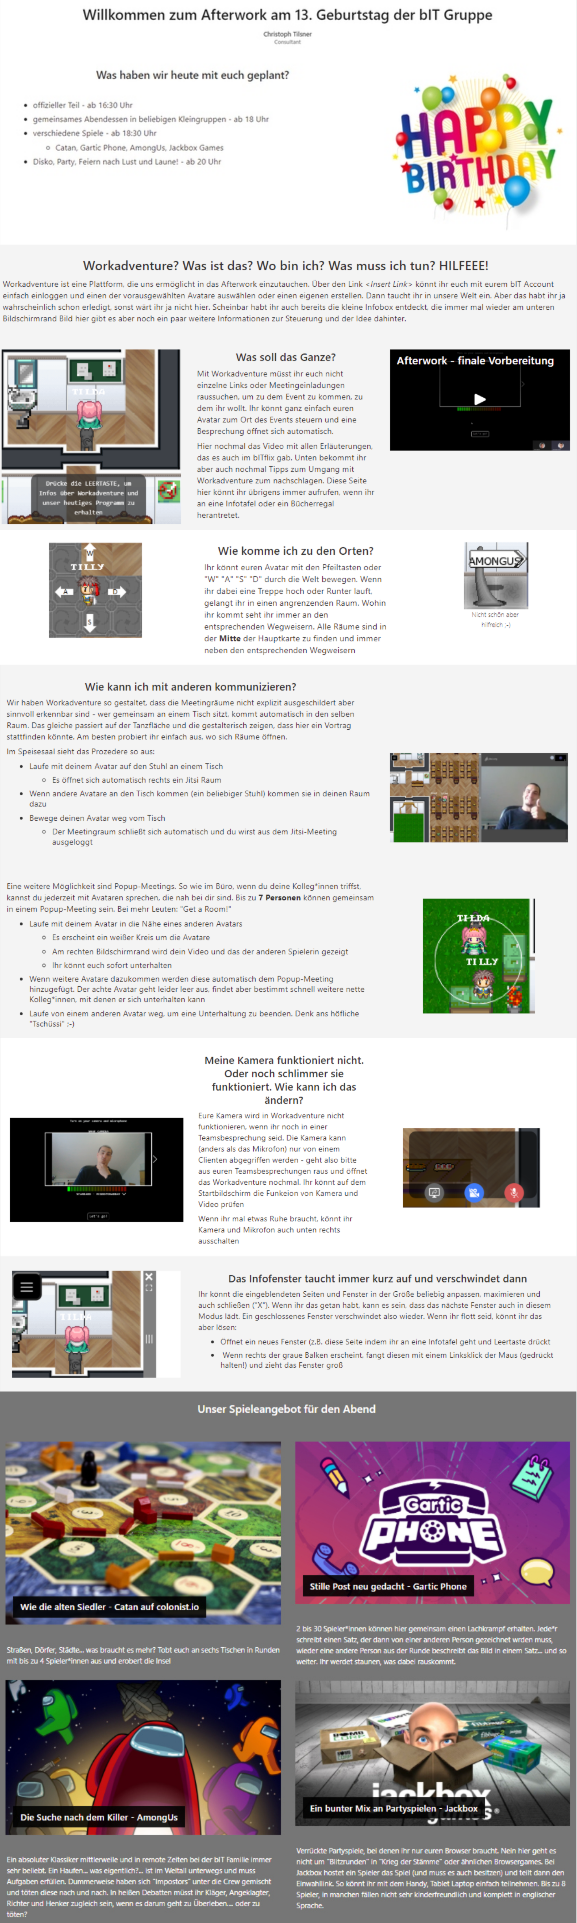 Willkommen zum Afterwork am 13. Geburtstag der bIT Gruppe
Christoph Tilsner
Consultant
Was haben wir heute mit euch geplant?
offizieller Teil - ab 16:30 Uhr
gemeinsames Abendessen in beliebigen Kleingruppen - ab 18 Uhr
verschiedene Spiele - ab 18:30 Uhr
Catan, Gartic Phone, AmongUs, Jackbox Games
Disko, Party, Feiern nach Lust und Laune! - ab 20 Uhr
HAPPY
BIRTHDAY
Workadventure? Was ist das? Wo bin ich? Was muss ich tun? HILFEEE!
Workadventure ist eine Plattform, die uns ermöglicht in das Afterwork einzutauchen. Über den Link <Insert Link> könnt ihr euch mit eurem bIT Account
einfach einloggen und einen der vorausgewählten Avatare auswählen oder einen eigenen erstellen. Dann taucht ihr in unsere Welt ein. Aber das habt ihr ja
wahrscheinlich schon erledigt, sonst wärt ihr ja nicht hier. Scheinbar habt ihr auch bereits die kleine Infobox entdeckt, die immer mal wieder am unteren
Bildschirmrand Bild hier gibt es aber noch ein paar weitere Informationen zur Steuerung und der Idee dahinter.
TILDA
Drücke die LEERTASTE, um
Infos über Workadventure und
unser heutiges Programm zu
erhalten
Was soll das Ganze?
Mit Workadventure müsst ihr euch nicht
einzelne Links oder Meetingeinladungen
raussuchen, um zu dem Event zu kommen, zu
dem ihr wollt. Ihr könnt ganz einfach euren
Avatar zum Ort des Events steuern und eine
Besprechung öffnet sich automatisch.
Hier nochmal das Video mit allen Erläuterungen,
das es auch im bITflix gab. Unten bekommt ihr
aber auch nochmal Tipps zum Umgang mit
Workadventure zum nachschlagen. Diese Seite
hier könnt ihr übrigens immer aufrufen, wenn ihr
an eine Infotafel oder ein Bücherregal
herantretet.
Afterwork - finale Vorbereitung
W
TILLY
A
D
S
Wie komme ich zu den Orten?
Ihr könnt euren Avatar mit den Pfeiltasten oder
"W" "A" "S" "D" durch die Welt bewegen. Wenn
ihr dabei eine Treppe hoch oder Runter lauft,
gelangt ihr in einen angrenzenden Raum. Wohin
ihr kommt seht ihr immer an den
entsprechenden Wegweisern. Alle Räume sind in
der Mitte der Hauptkarte zu finden und immer
neben den entsprechenden Wegweisern
AMONGUS
Nicht schön aber
hilfreich ;-)
Wie kann ich mit anderen kommunizieren?
Wir haben Workadventure so gestaltet, dass die Meetingräume nicht explizit ausgeschildert aber
sinnvoll erkennbar sind - wer gemeinsam an einem Tisch sitzt, kommt automatisch in den selben
Raum. Das gleiche passiert auf der Tanzfläche und die gestalterisch zeigen, dass hier ein Vortrag
stattfinden könnte. Am besten probiert ihr einfach aus, wo sich Räume öffnen.
Im Speisesaal sieht das Prozedere so aus:
Laufe mit deinem Avatar auf den Stuhl an einem Tisch
Es öffnet sich automatisch rechts ein Jitsi Raum
Wenn andere Avatare an den Tisch kommen (ein beliebiger Stuhl) kommen sie in deinen Raum
dazu
Bewege deinen Avatar weg vom Tisch
Der Meetingraum schließt sich automatisch und du wirst aus dem Jitsi-Meeting
ausgeloggt
Eine weitere Möglichkeit sind Popup-Meetings. So wie im Büro, wenn du deine Kolleg*innen triffst,
kannst du jederzeit mit Avataren sprechen, die nah bei dir sind. Bis zu 7 Personen können gemeinsam
in einem Popup-Meeting sein. Bei mehr Leuten: "Get a Room!"
Laufe mit deinem Avatar in die Nähe eines anderen Avatars
Es erscheint ein weißer Kreis um die Avatare
Am rechten Bildschirmrand wird dein Video und das der anderen Spielerin gezeigt
Ihr könnt euch sofort unterhalten
Wenn weitere Avatare dazukommen werden diese automatisch dem Popup-Meeting
hinzugefügt. Der achte Avatar geht leider leer aus, findet aber bestimmt schnell weitere nette
Kolleg*innen, mit denen er sich unterhalten kann
Laufe von einem anderen Avatar weg, um eine Unterhaltung zu beenden. Denk ans höfliche
"Tschüssi" :-)
TILDA
TILLY
Meine Kamera funktioniert nicht.
Oder noch schlimmer sie
funktioniert. Wie kann ich das
ändern?
Eure Kamera wird in Workadventure nicht
funktionieren, wenn ihr noch in einer
Teamsbesprechung seid. Die Kamera kann
(anders als das Mikrofon) nur von einem
Clienten abgegriffen werden - geht also bitte
aus euren Teamsbesprechungen raus und öffnet
das Workadventure nochmal. Ihr könnt auf dem
Startbildschirm die Funkeion von Kamera und
Video prüfen
Wenn ihr mal etwas Ruhe braucht, könnt ihr
Kamera und Mikrofon auch unten rechts
ausschalten
Let's go!
TILDA
Das Infofenster taucht immer kurz auf und verschwindet dann
Ihr könnt die eingeblendeten Seiten und Fenster in der Größe beliebig anpassen, maximieren und
auch schließen ("X"). Wenn ihr das getan habt, kann es sein, dass das nächste Fenster auch in diesem
Modus lädt. Ein geschlossenes Fenster verschwindet also wieder. Wenn ihr flott seid, könnt ihr das
aber lösen:
Öffnet ein neues Fenster (z.B. diese Seite indem ihr an eine Infotafel geht und Leertaste drückt
Wenn rechts der graue Balken erscheint, fangt diesen mit einem Linksklick der Maus (gedrückt
halten!) und zieht das Fenster groß
Unser Spieleangebot für den Abend
Wie die alten Siedler - Catan auf colonist.io
Straßen, Dörfer, Städte... was braucht es mehr? Tobt euch an sechs Tischen in Runden
mit bis zu 4 Spieler*innen aus und erobert die Insel
Gartic
PHONE
Stille Post neu gedacht - Gartic Phone
2 bis 30 Spieler*innen können hier gemeinsam einen Lachkrampf erhalten. Jede*r
schreibt einen Satz, der dann von einer anderen Person gezeichnet wirden muss,
wieder eine andere Person aus der Runde beschreibt das Bild in einem Satz... und so
weiter. Ihr werdet staunen, was dabei rauskommt.
Die Suche nach dem Killer - AmongUs
Ein absoluter Klassiker mittlerweile und in remote Zeiten bei der bIT Familie immer
sehr beliebt. Ein Haufen... was eigentlich?... ist im Weltall unterwegs und muss
Aufgaben erfüllen. Dummerweise haben sich "Impostors" unter die Crew gemischt
und töten diese nach und nach. In heißen Debatten müsst ihr Kläger, Angeklagter,
Richter und Henker zugleich sein, wenn es darum geht zu Überleben.... oder zu
töten?
jackbox
games
Ein bunter Mix an Partyspielen - Jackbox
Verrückte Partyspiele, bei denen ihr nur euren Browser braucht. Nein hier geht es
nicht um "Blitzrunden" in "Krieg der Stämme" oder ähnlichen Browsergames. Bei
Jackbox hostet ein Spieler das Spiel (und muss es auch besitzen) und teilt dann den
Einwahllink. So könnt ihr mit dem Handy, Tablet Laptop einfach teilnehmen. Bis zu 8
Spieler, in manchen fällen nicht sehr kinderfreundlich und komplett in englischer
Sprache.